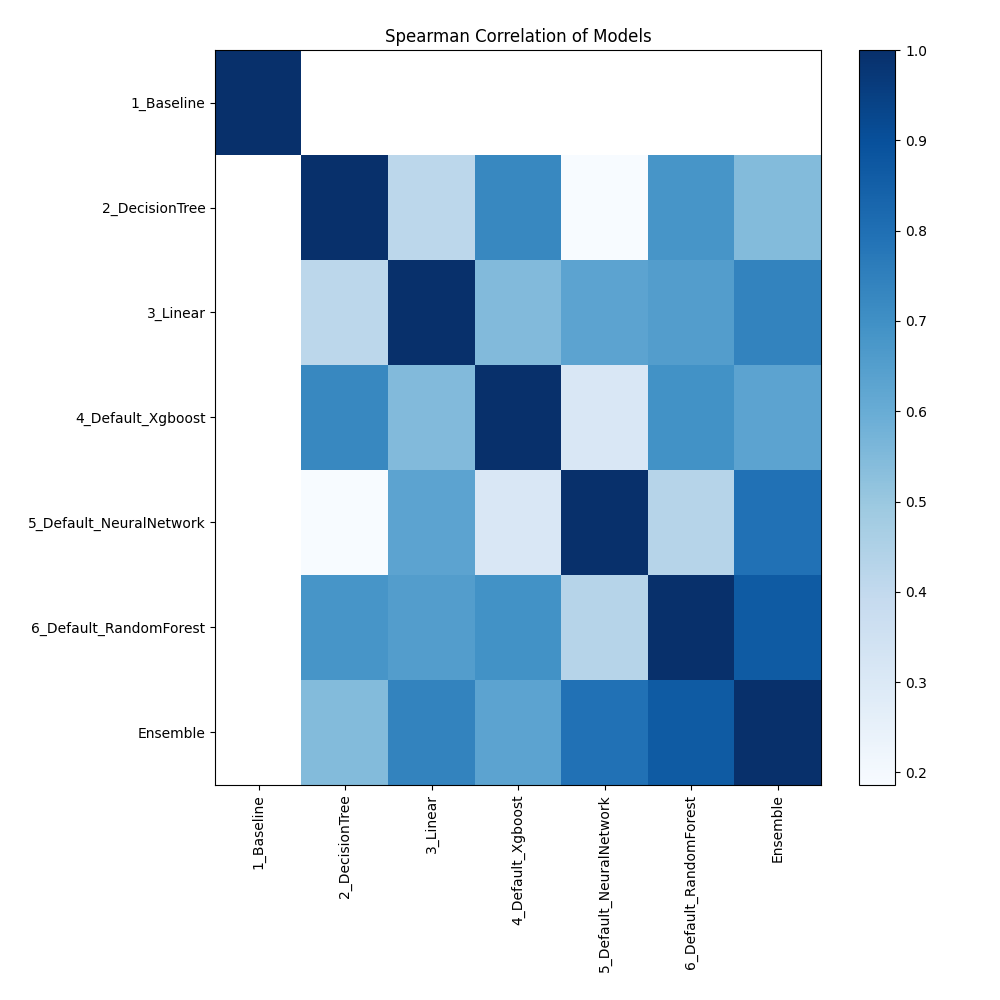 Spearman Correlation of Models
1_Baseline
2_DecisionTree
3_Linear
4_Default_Xgboost
5_Default_NeuralNetwork
6_Default_RandomForest
Ensemble
1_Baseline
2_DecisionTree
3_Linear
4_Default_Xgboost
5_Default_NeuralNetwork
6_Default_RandomForest
Ensemble
1.0
0.9
0.8
0.7
0.6
0.5
0.4
0.3
0.2